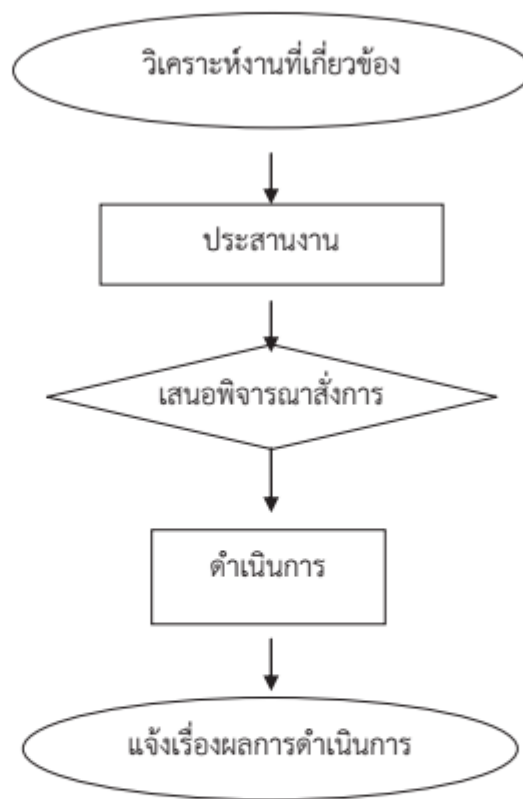 วิเคราะห์งานที่เกี่ยวข้อง
ประสานงาน
เสนอพิจารณาสั่งการ
ดำเนินการ
แจ้งเรื่องผลการดำเนินการ